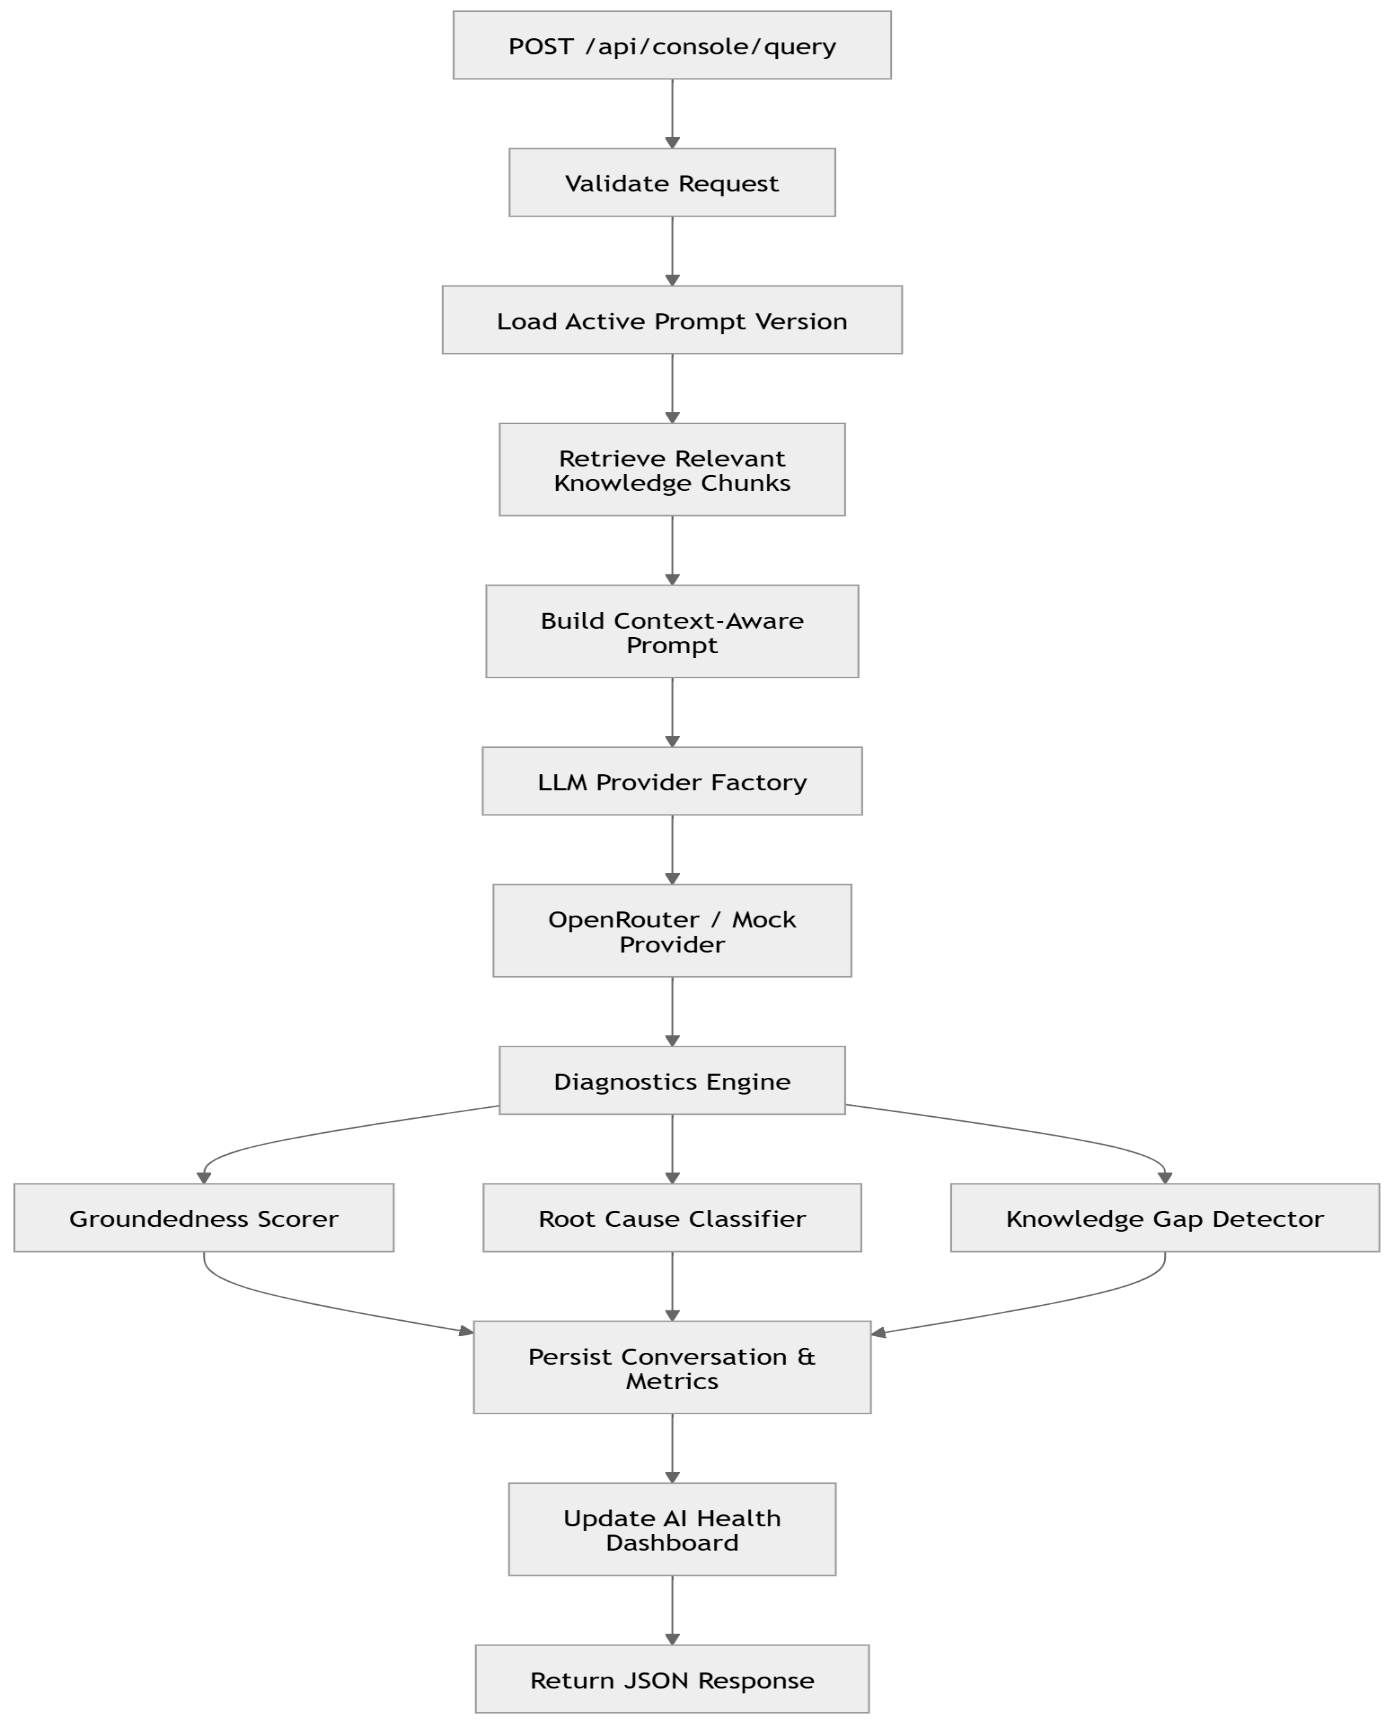 POST /api/console/query
Validate Request
Load Active Prompt Version
Retrieve Relevant
Knowledge Chunks
Build Context-Aware
Prompt
LLM Provider Factory
OpenRouter / Mock
Provider
Diagnostics Engine
Groundedness Scorer
Root Cause Classifier
Knowledge Gap Detector
Persist Conversation &
Metrics
Update AI Health
Dashboard
Return JSON Response